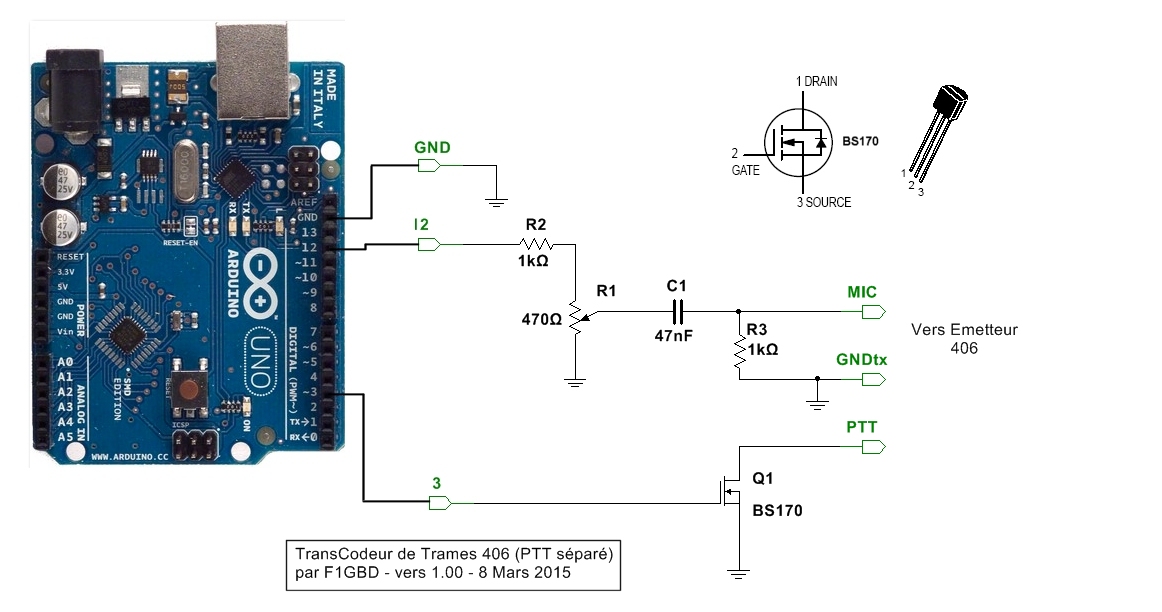 MADE
IN ITALY
F16000
47
25V
47
25V
RX
TX
L
RESET-EN
AREF
GND
13
12
~11
~10
~9
8
7
~6
~5
4
~3
2
TX→1
RX←0
DIGITAL (PWM~)
ARDUINO
UNO
RESET
3.3V
5V
GND
GND
Vin
POWER
A0
A1
A2
A3
A4
A5
ANALOG IN
SMD
EDITION
RESET
ICSP
ON
WWW.ARDUINO.CC
GND
I2
R2
1kΩ
R1
470Ω
C1
47nF
R3
1kΩ
MIC
GNDtx
PTT
Vers Emetteur
406
3
Q1
BS170
1 DRAIN
2
GATE
BS170
3 SOURCE
1
2
3
TransCodeur de Trames 406 (PTT séparé)
par F1GBD - vers 1.00 - 8 Mars 2015